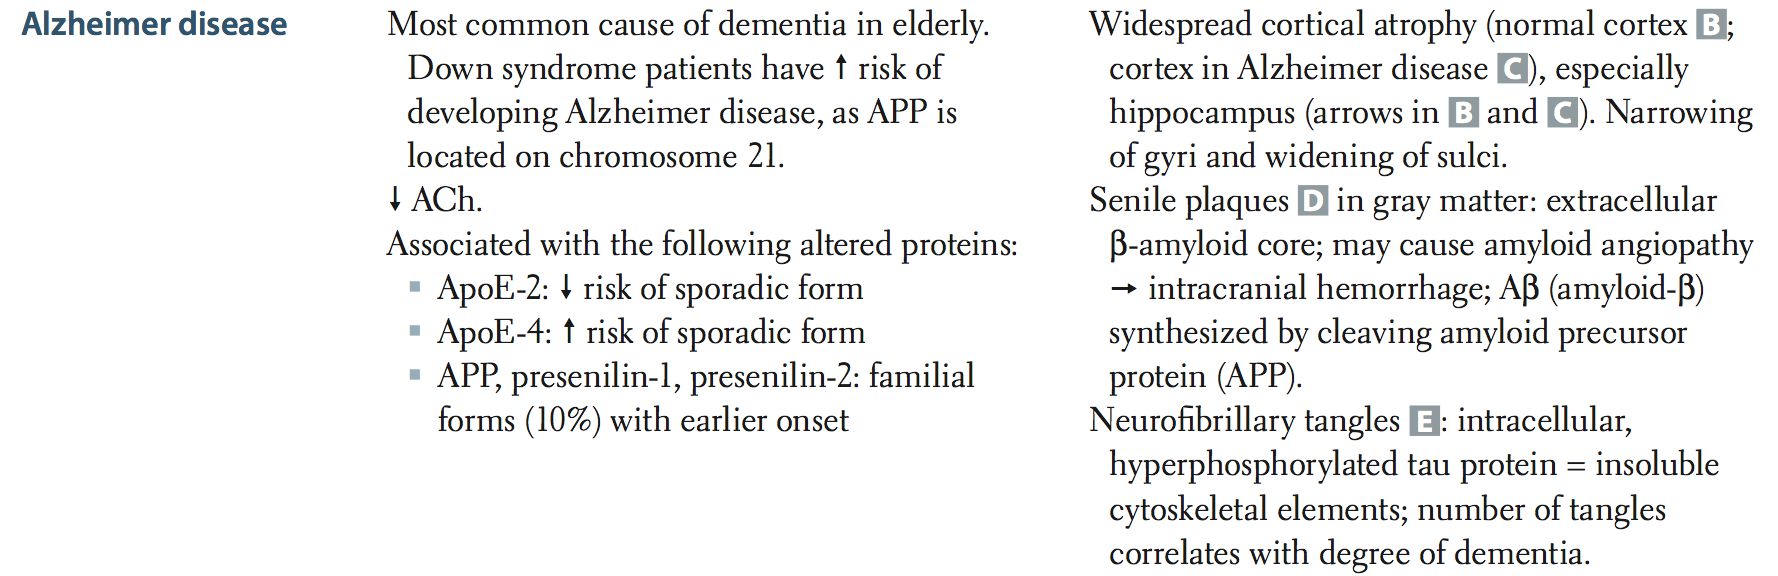 Alzheimer disease
Most common cause of dementia in elderly.
Down syndrome patients have ↑ risk of
developing Alzheimer disease, as APP is
located on chromosome 21.
↓ ACh.
Associated with the following altered proteins:
▪ ApoE-2: ↓ risk of sporadic form
▪ ApoE-4: ↑ risk of sporadic form
▪ APP, presenilin-1, presenilin-2: familial
forms (10%) with earlier onset
Widespread cortical atrophy (normal cortex B;
cortex in Alzheimer disease C), especially
hippocampus (arrows in B and C). Narrowing
of gyri and widening of sulci.
Senile plaques D in gray matter: extracellular
β-amyloid core; may cause amyloid angiopathy
→ intracranial hemorrhage; Aβ (amyloid-β)
synthesized by cleaving amyloid precursor
protein (APP).
Neurofibrillary tangles E: intracellular,
hyperphosphorylated tau protein = insoluble
cytoskeletal elements; number of tangles
correlates with degree of dementia.